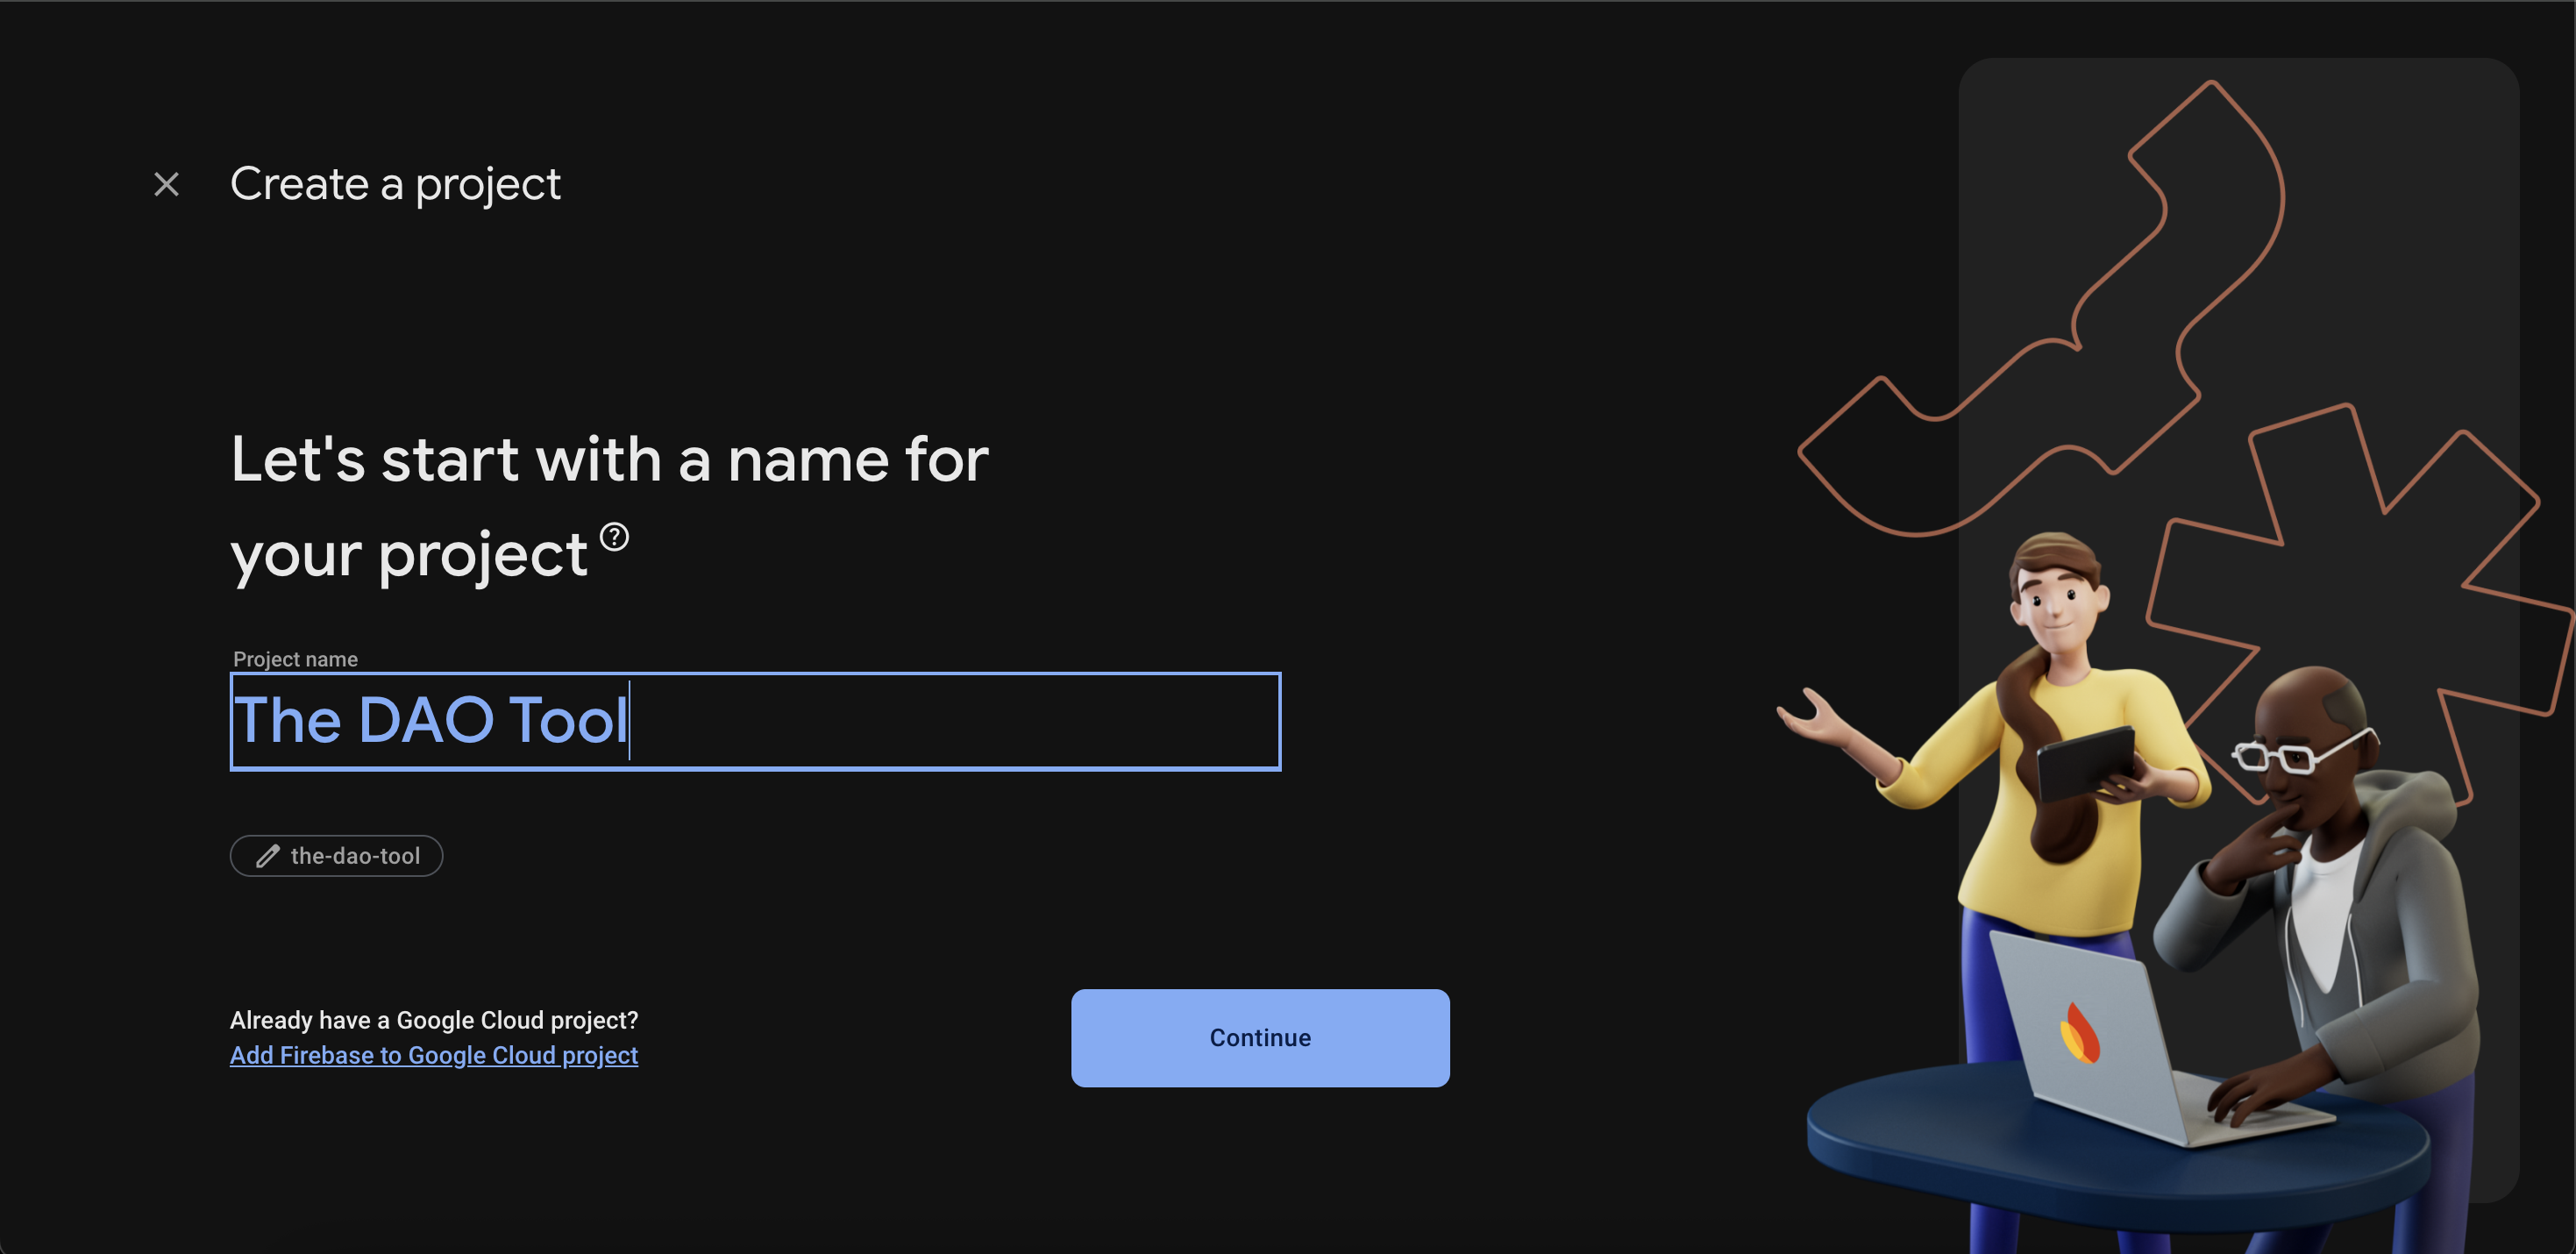 Create a project
Let's start with a name for
your project
Project name
The DAO Tool
the-dao-tool
Already have a Google Cloud project?
Add Firebase to Google Cloud project
Continue